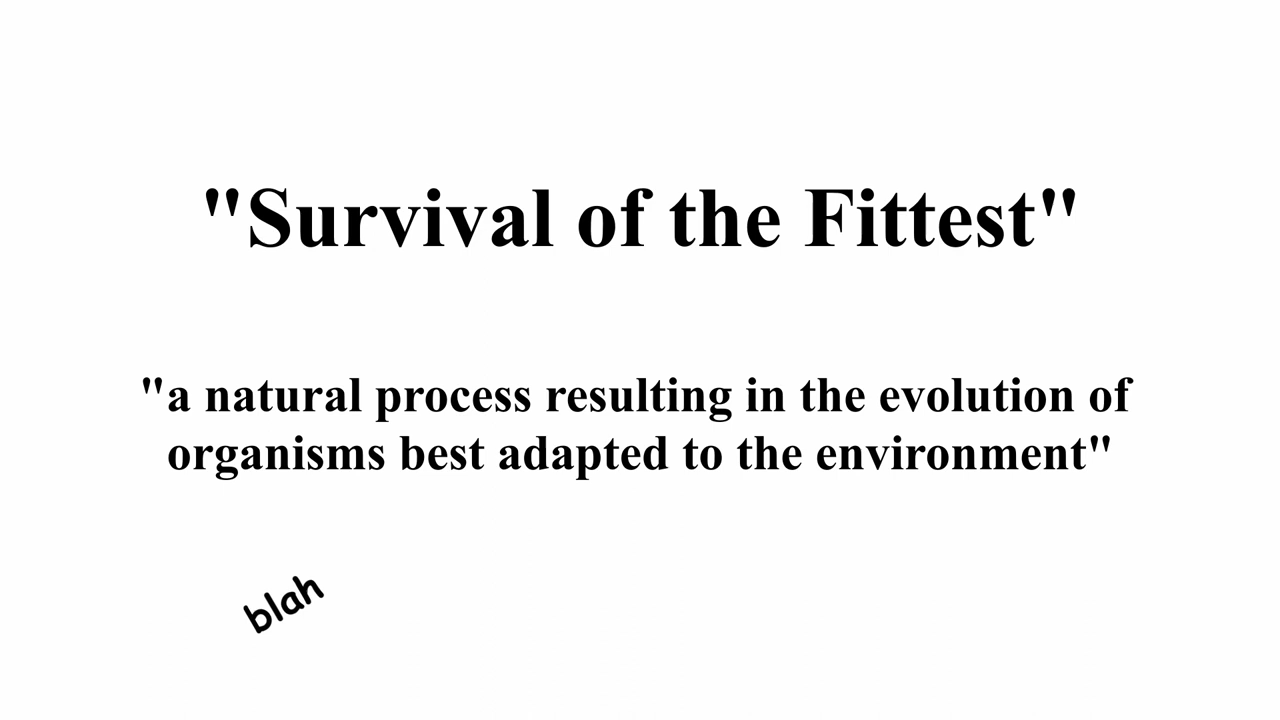 "Survival of the Fittest"
"a natural process resulting in the evolution of
organisms best adapted to the environment"
blah